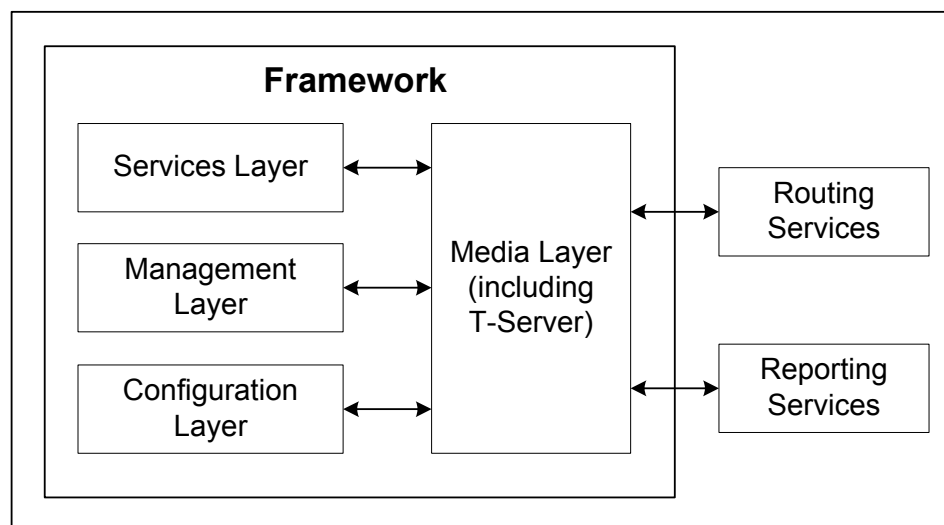 Framework
Services Layer
Management
Layer
Configuration
Layer
Media Layer
(including
T-Server)
Routing
Services
Reporting
Services